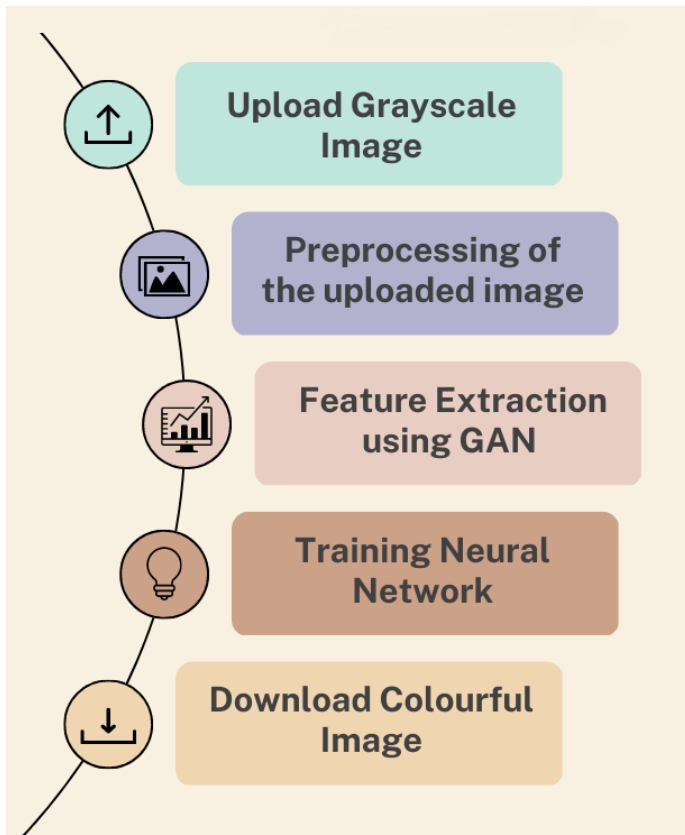 Upload Grayscale
Image
Preprocessing of
the uploaded image
Feature Extraction
using GAN
Training Neural
Network
Download Colourful
Image